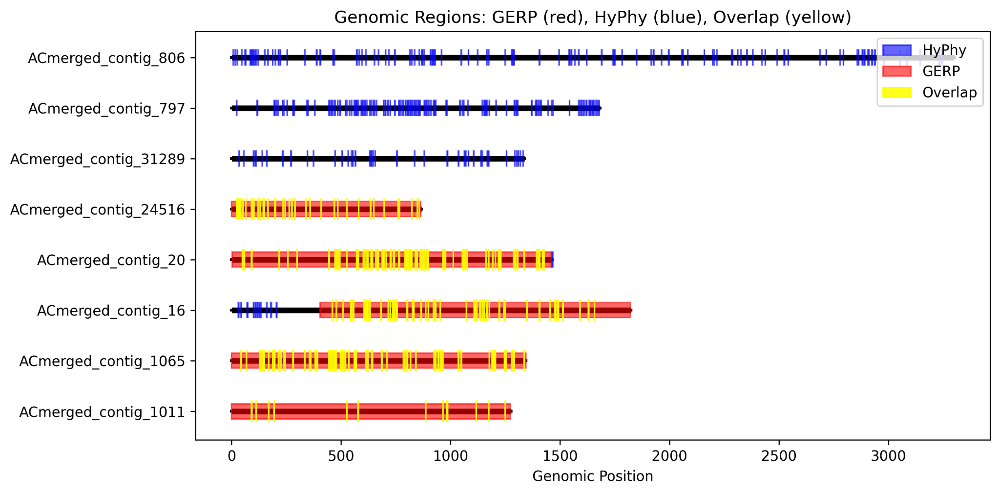 Genomic Regions: GERP (red), HyPhy (blue), Overlap (yellow)
HyPhy
GERP
Overlap
ACmerged_contig_806
ACmerged_contig_797
ACmerged_contig_31289
ACmerged_contig_24516
ACmerged_contig_20
ACmerged_contig_16
ACmerged_contig_1065
ACmerged_contig_1011
0 500 1000 1500 2000 2500 3000
Genomic Position